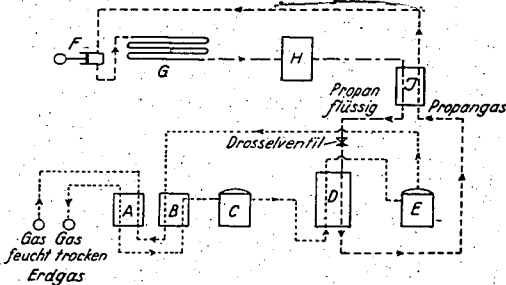 F
G
H
J
Propan
flüssig
Propangas
Drosselventil
A
B
C
D
E
Gas Gas
feucht trocken
Erdgas